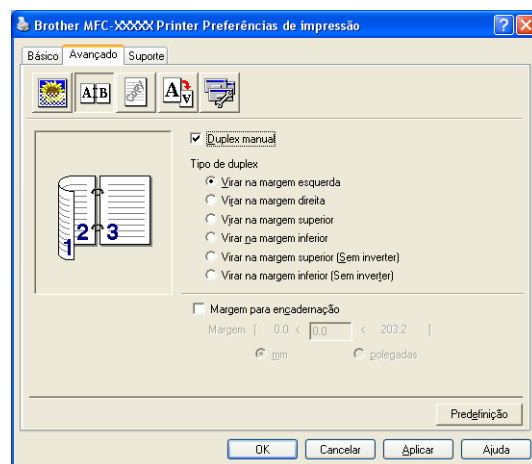 Brother MFC-XXXXX Printer Preferências de impressão
Básico Avançado Suporte
A B
A A
Duplex manual
Tipo de duplex
Virar na margem esquerda
Virar na margem direita
Virar na margem superior
Virar na margem inferior
Virar na margem superior (Sem inverter)
Virar na margem inferior (Sem inverter)
1 2 3
Margem para encadernação
Margem [ 0.0 < 0.0 < 203.2 ]
mm polegadas
Predefinição
OK Cancelar Aplicar Ajuda